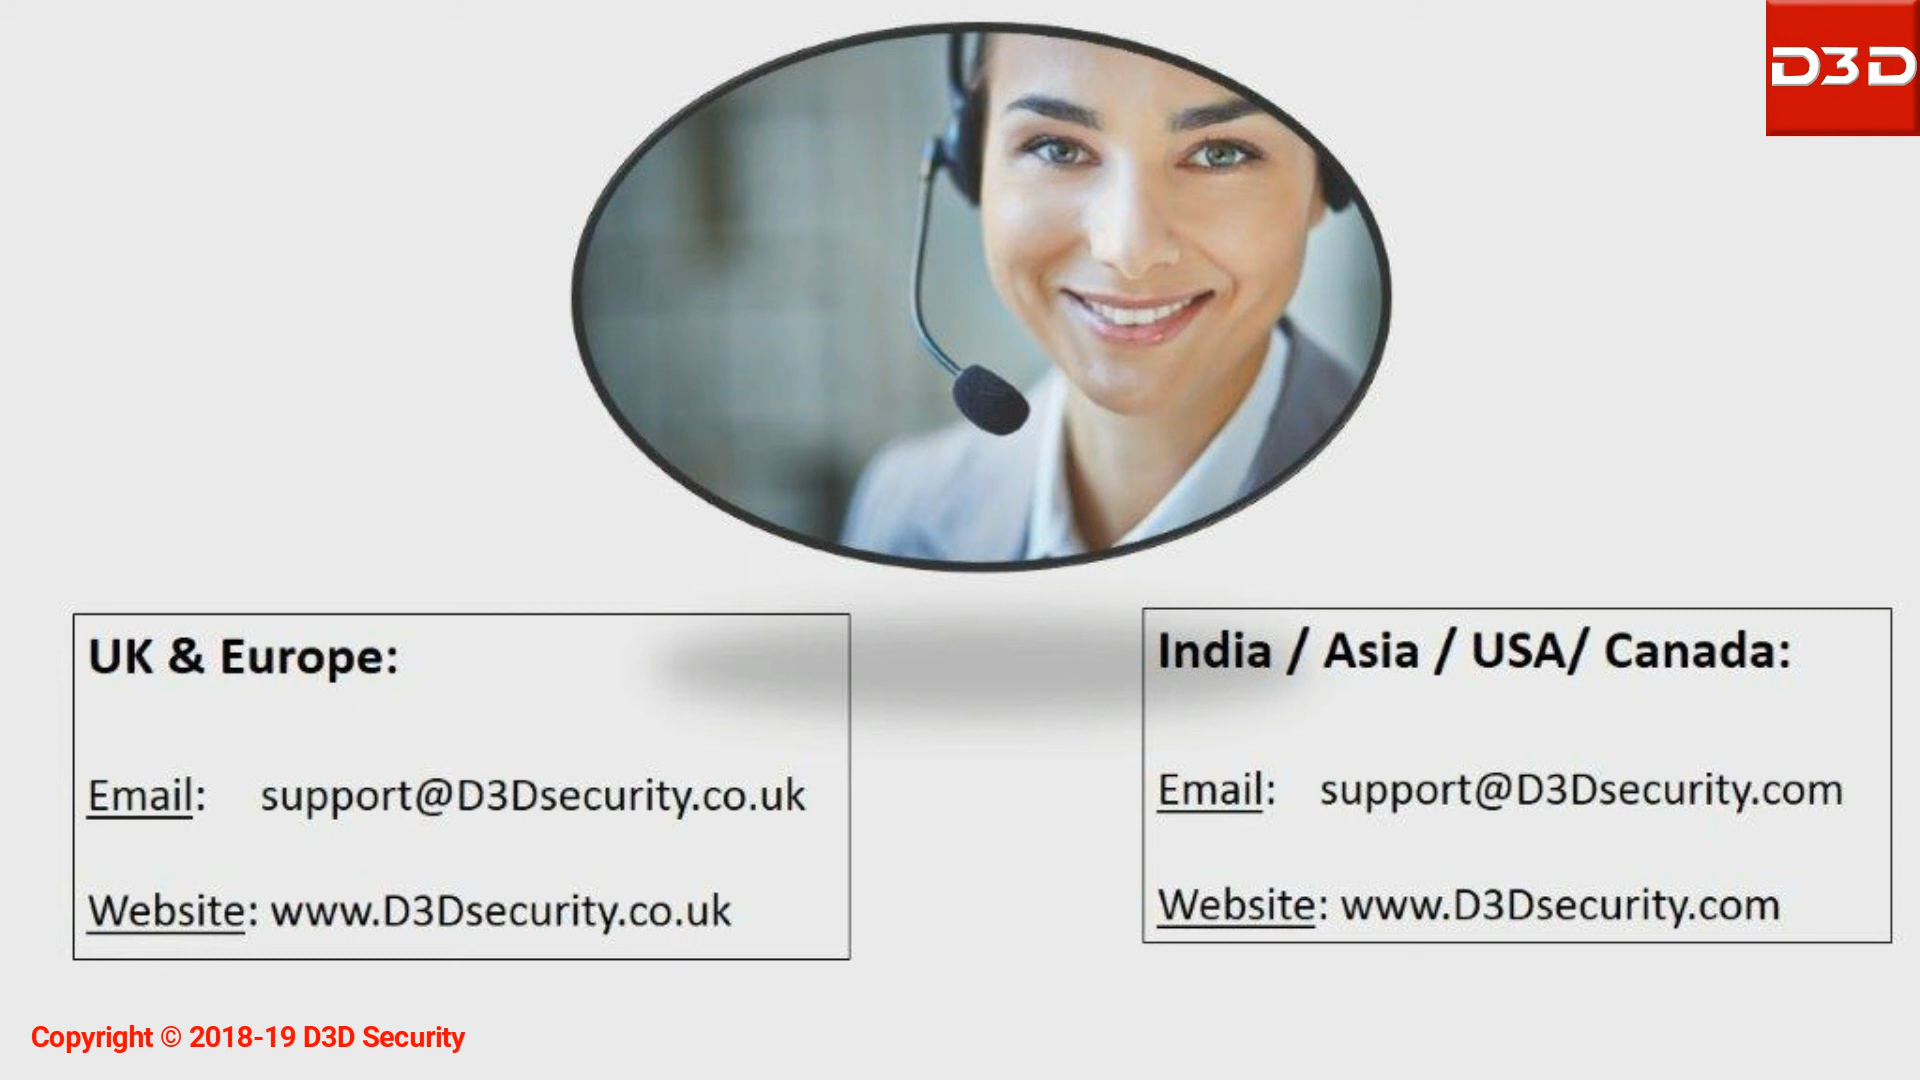 D3D
UK & Europe:
Email: support@D3Dsecurity.co.uk
Website: www.D3Dsecurity.co.uk
India / Asia / USA/ Canada:
Email: support@D3Dsecurity.com
Website: www.D3Dsecurity.com
Copyright © 2018-19 D3D Security